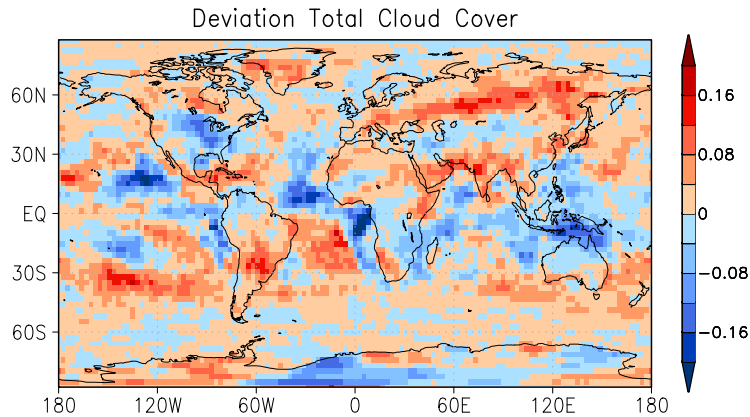 Deviation Total Cloud Cover
60N
30N
EQ
30S
60S
180 120W 60W 0 60E 120E 180
0.16
0.08
0
-0.08
-0.16